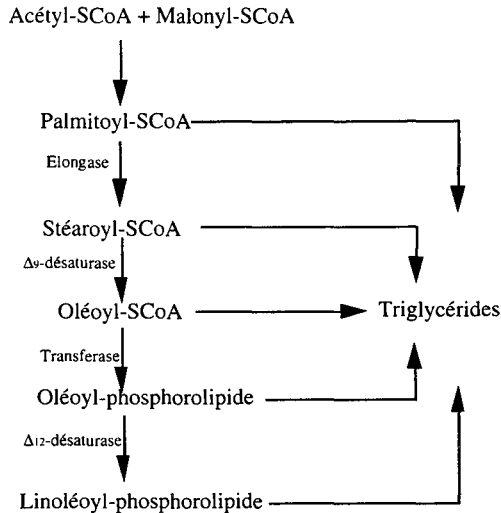 Acétyl-SCoA + Malonyl-SCoA
Palmitoyl-SCoA
Elongase
Stéaroyl-SCoA
Δ9-désaturase
Oléoyl-SCoA
Triglycérides
Transferase
Oléoyl-phosphorolipide
Δ12-désaturase
Linoléoyl-phosphorolipide